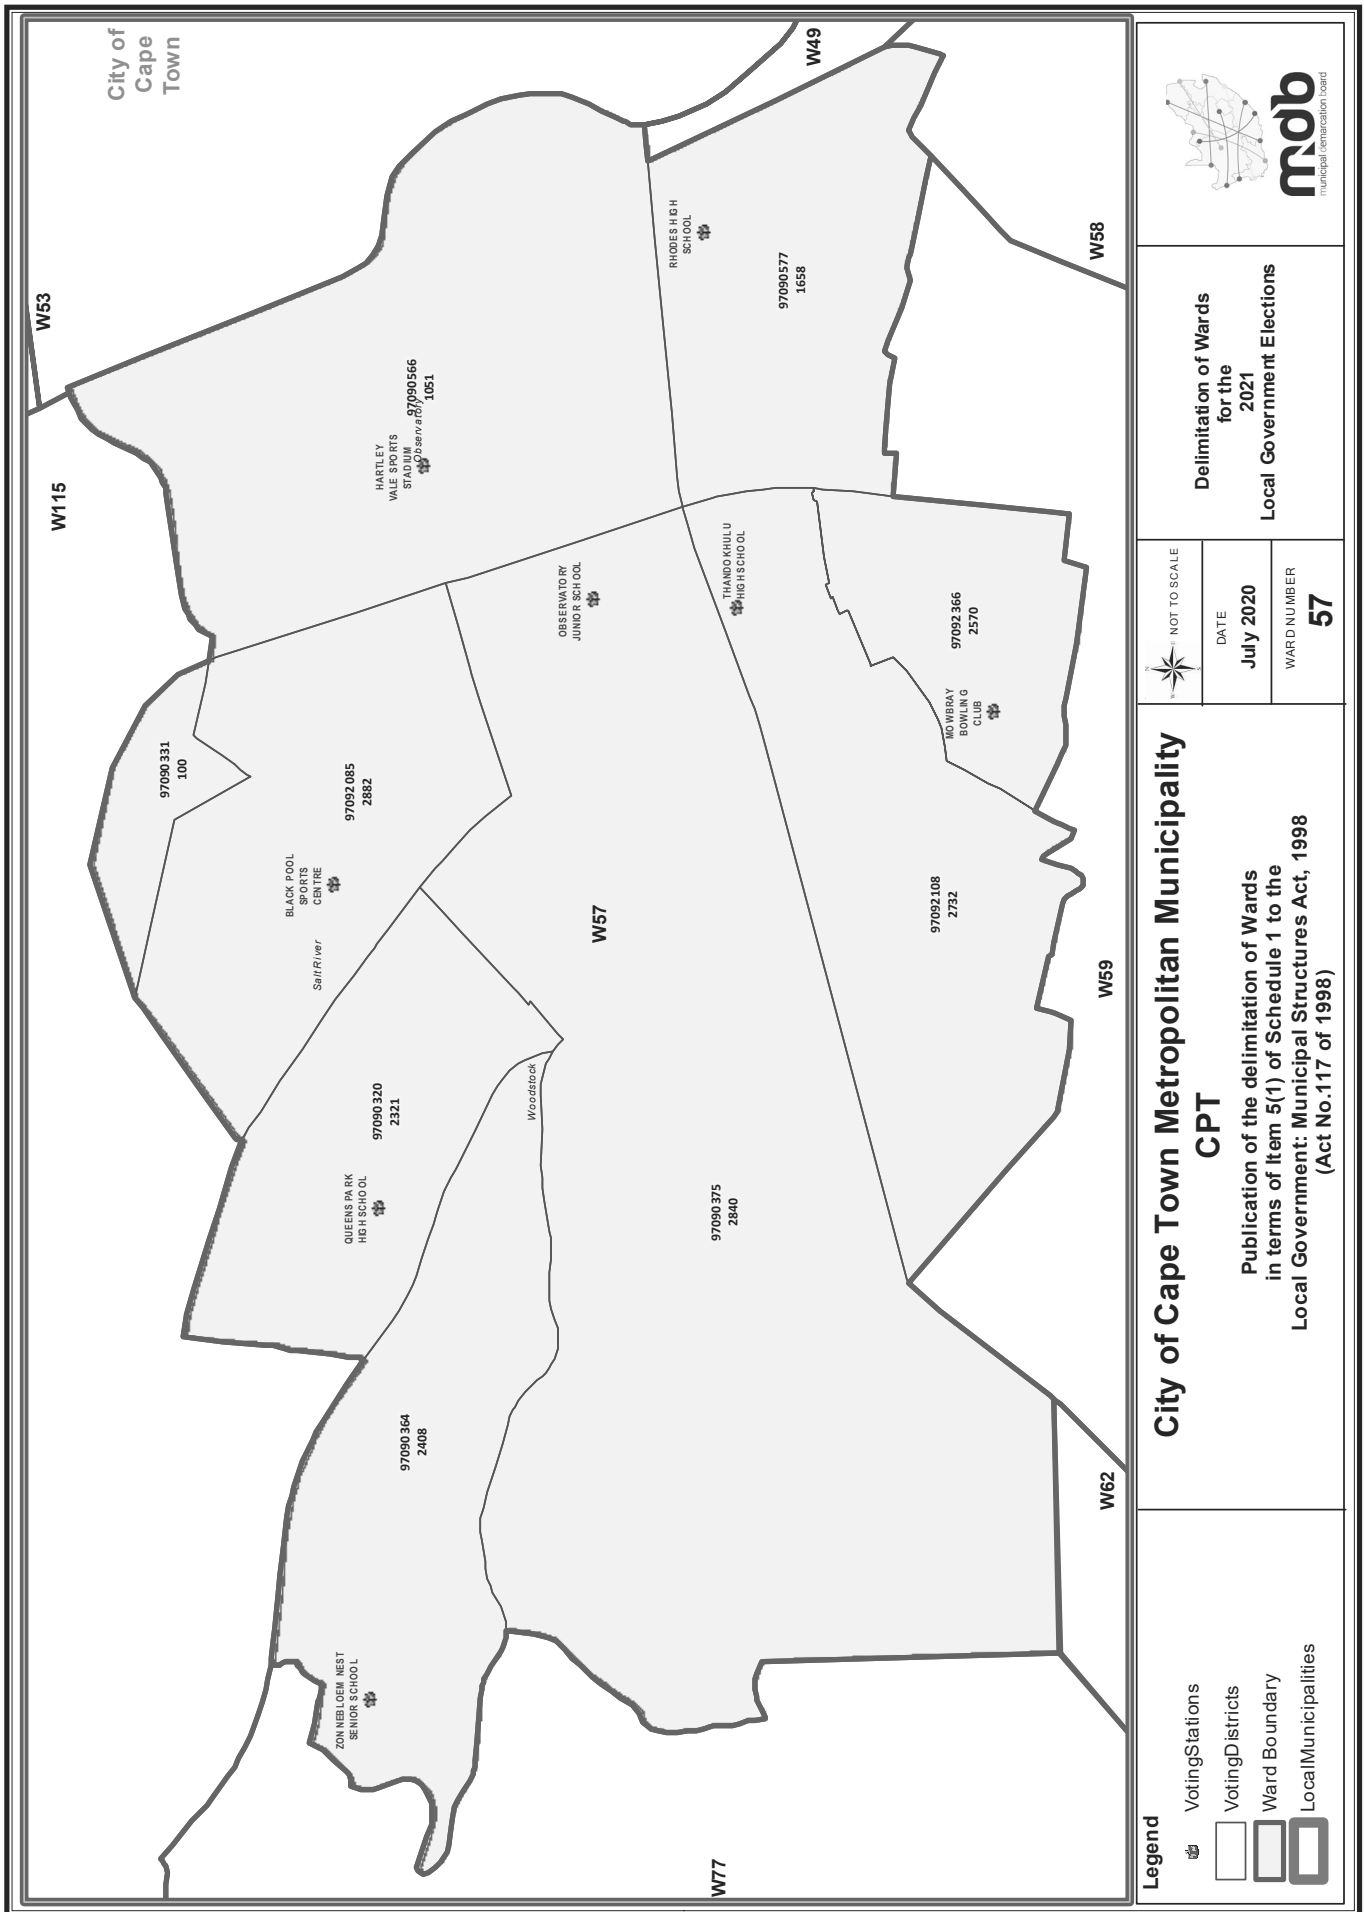 City of
Cape
Town
W53
W115
W49
W58
W57
W59
W62
W77
97090331
100
97092085
2882
BLACKPOOL
SPORTS
CENTRE
Salt River
HARTLEY
VALE SPORTS
STADIUM
Observatory
97090566
1051
RHODES HIGH
SCHOOL
97090577
1658
OBSERVATORY
JUNIOR SCHOOL
THANDOKHULU
HIGH SCHOOL
97092366
2570
MOWBRAY
BOWLING
CLUB
97092108
2732
97090320
2321
QUEENS PARK
HIGH SCHOOL
Woodstock
97090375
2840
97090364
2408
ZONNEBLOEM NEST
SENIOR SCHOOL
Legend
VotingStations
VotingDistricts
Ward Boundary
LocalMunicipalities
City of Cape Town Metropolitan Municipality
CPT
Publication of the delimitation of Wards
in terms of Item 5(1) of Schedule 1 to the
Local Government: Municipal Structures Act, 1998
(Act No.117 of 1998)
NOT TO SCALE
DATE
July 2020
WARD NUMBER
57
Delimitation of Wards
for the
2021
Local Government Elections
mdb
municipal demarcation board